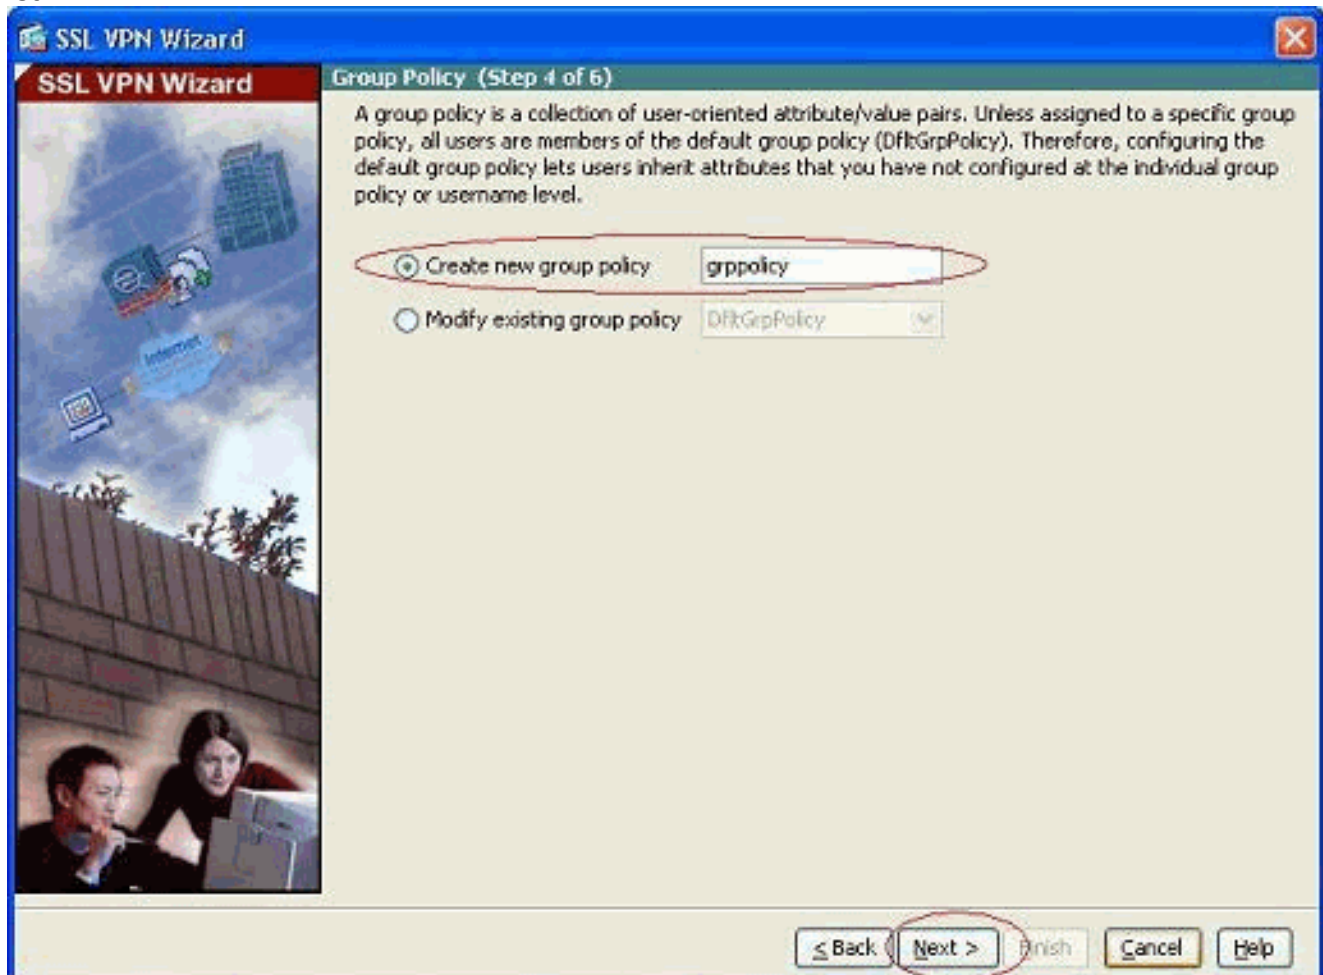 SSL VPN Wizard
SSL VPN Wizard
Group Policy (Step 4 of 6)
A group policy is a collection of user-oriented attribute/value pairs. Unless assigned to a specific group
policy, all users are members of the default group policy (DfltGrpPolicy). Therefore, configuring the
default group policy lets users inherit attributes that you have not configured at the individual group
policy or username level.
Create new group policy grppolicy
Modify existing group policy DfltGrpPolicy
Internet
< Back Next > Finish Cancel Help